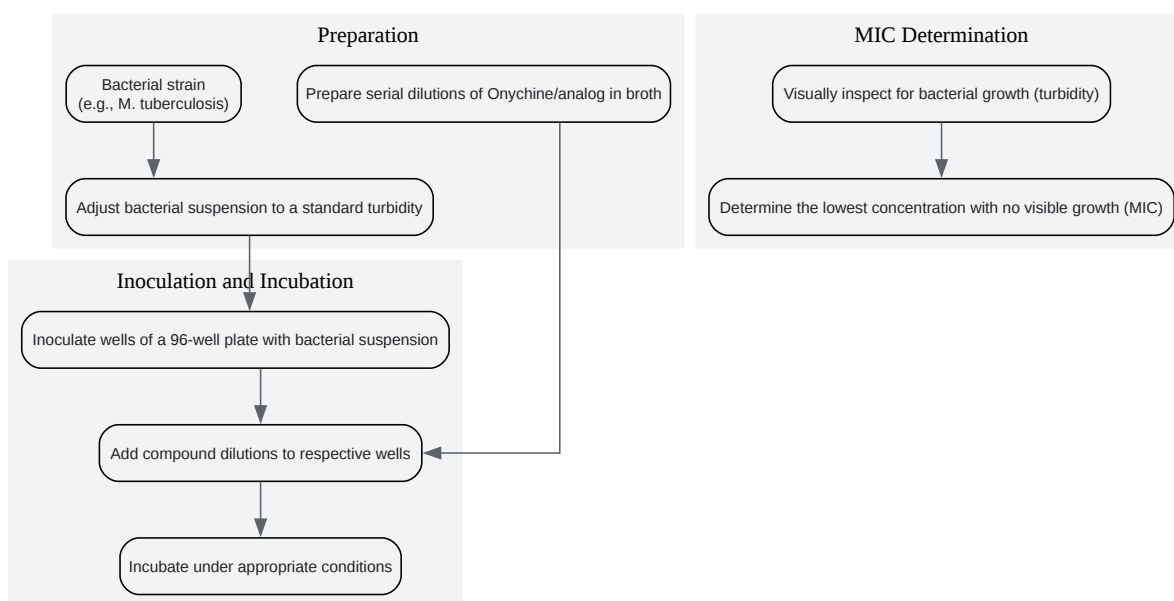 Preparation
Bacterial strain
(e.g., M. tuberculosis)
Prepare serial dilutions of Onychine/analog in broth
Adjust bacterial suspension to a standard turbidity
Inoculation and Incubation
Inoculate wells of a 96-well plate with bacterial suspension
Add compound dilutions to respective wells
Incubate under appropriate conditions
MIC Determination
Visually inspect for bacterial growth (turbidity)
Determine the lowest concentration with no visible growth (MIC)